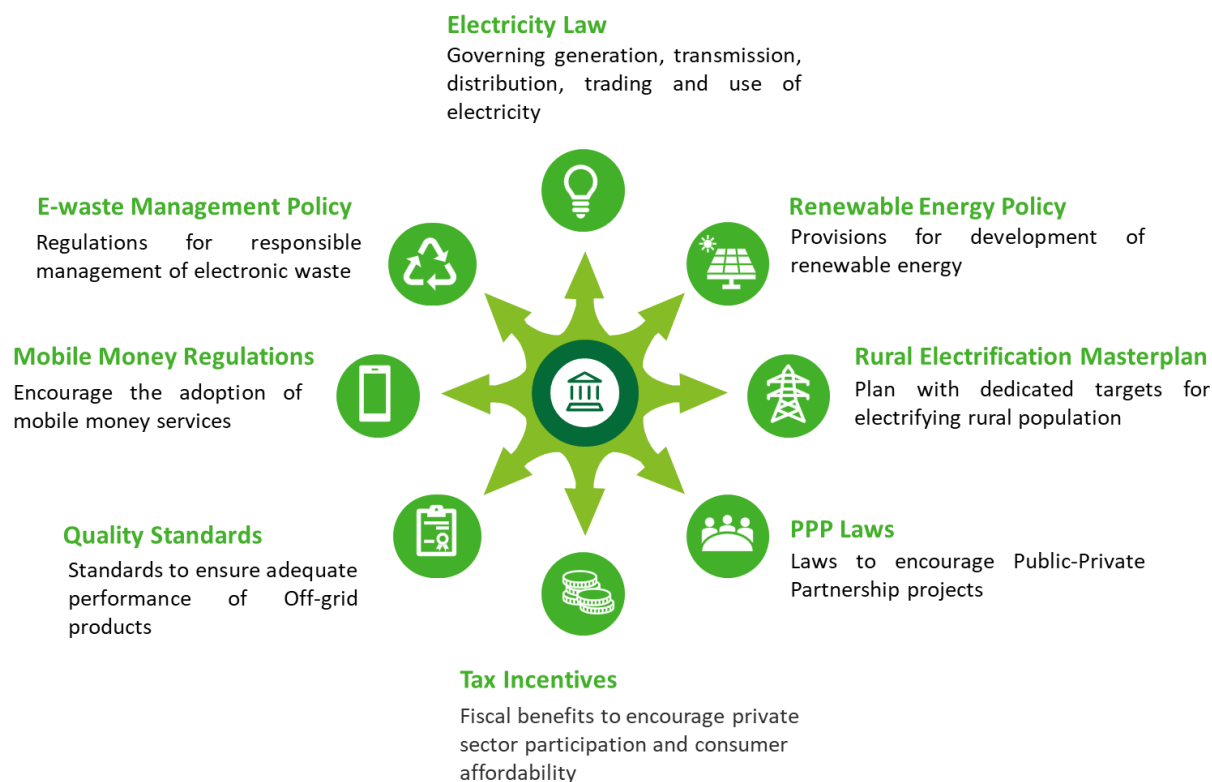 Electricity Law
Governing generation, transmission,
distribution, trading and use of
electricity
E-waste Management Policy
Regulations for responsible
management of electronic waste
Renewable Energy Policy
Provisions for development of
renewable energy
Mobile Money Regulations
Encourage the adoption of
mobile money services
Rural Electrification Masterplan
Plan with dedicated targets for
electrifying rural population
Quality Standards
Standards to ensure adequate
performance of Off-grid
products
PPP Laws
Laws to encourage Public-Private
Partnership projects
Tax Incentives
Fiscal benefits to encourage private
sector participation and consumer
affordability